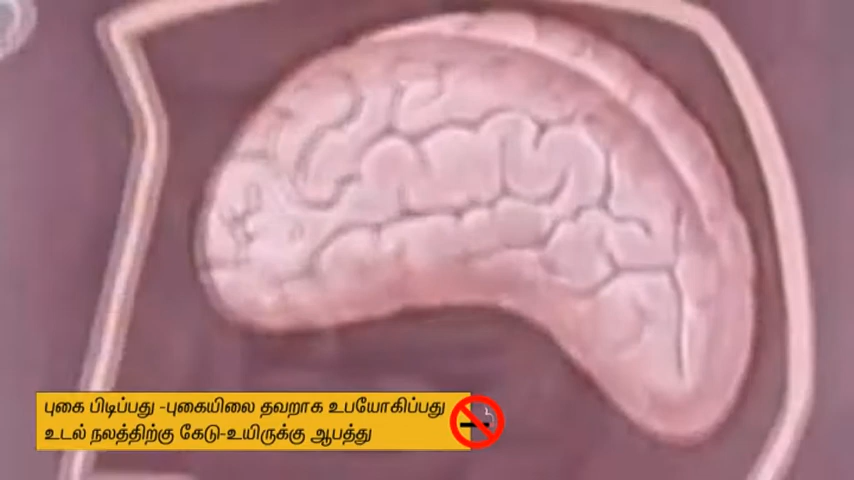 புகை பிடிப்பது -புகையிலை தவறாக உபயோகிப்பது
உடல் நலத்திற்கு கேடு-உயிருக்கு ஆபத்து